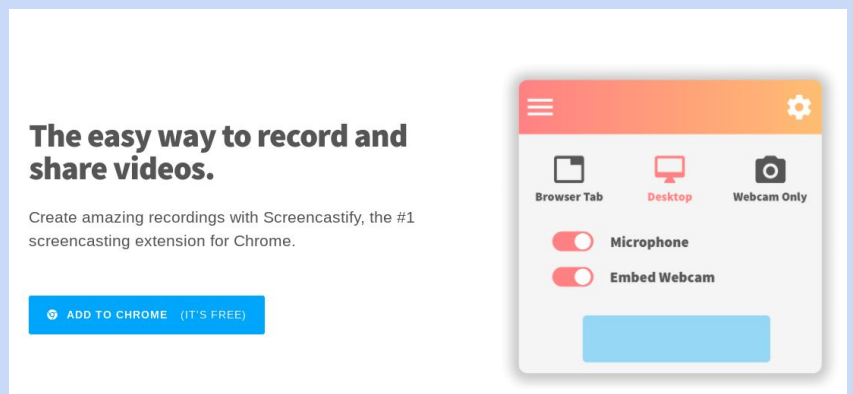 The easy way to record and
share videos.
Create amazing recordings with Screencastify, the #1
screencasting extension for Chrome.
ADD TO CHROME (IT'S FREE)
Browser Tab Desktop Webcam Only
Microphone
Embed Webcam